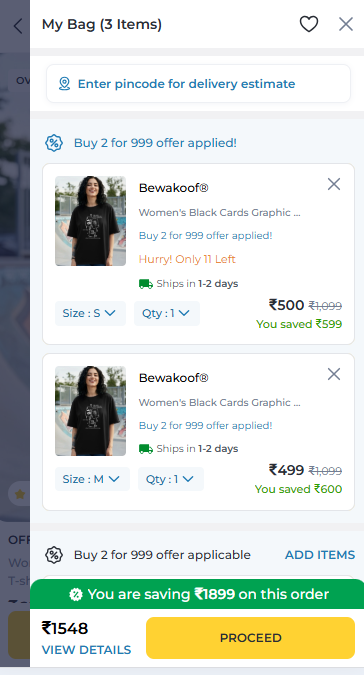 My Bag (3 Items)
Enter pincode for delivery estimate
OV
Buy 2 for 999 offer applied!
Bewakoof®
Women's Black Cards Graphic ...
Buy 2 for 999 offer applied!
Hurry! Only 11 Left
Ships in 1-2 days
Size : S
Qty : 1
₹500 ₹1,099
You saved ₹599
Bewakoof®
Women's Black Cards Graphic ...
Buy 2 for 999 offer applied!
Ships in 1-2 days
Size : M
Qty : 1
₹499 ₹1,099
You saved ₹600
OFF
Buy 2 for 999 offer applicable
ADD ITEMS
Wor
T-sh
You are saving ₹1899 on this order
₹1548
VIEW DETAILS
PROCEED